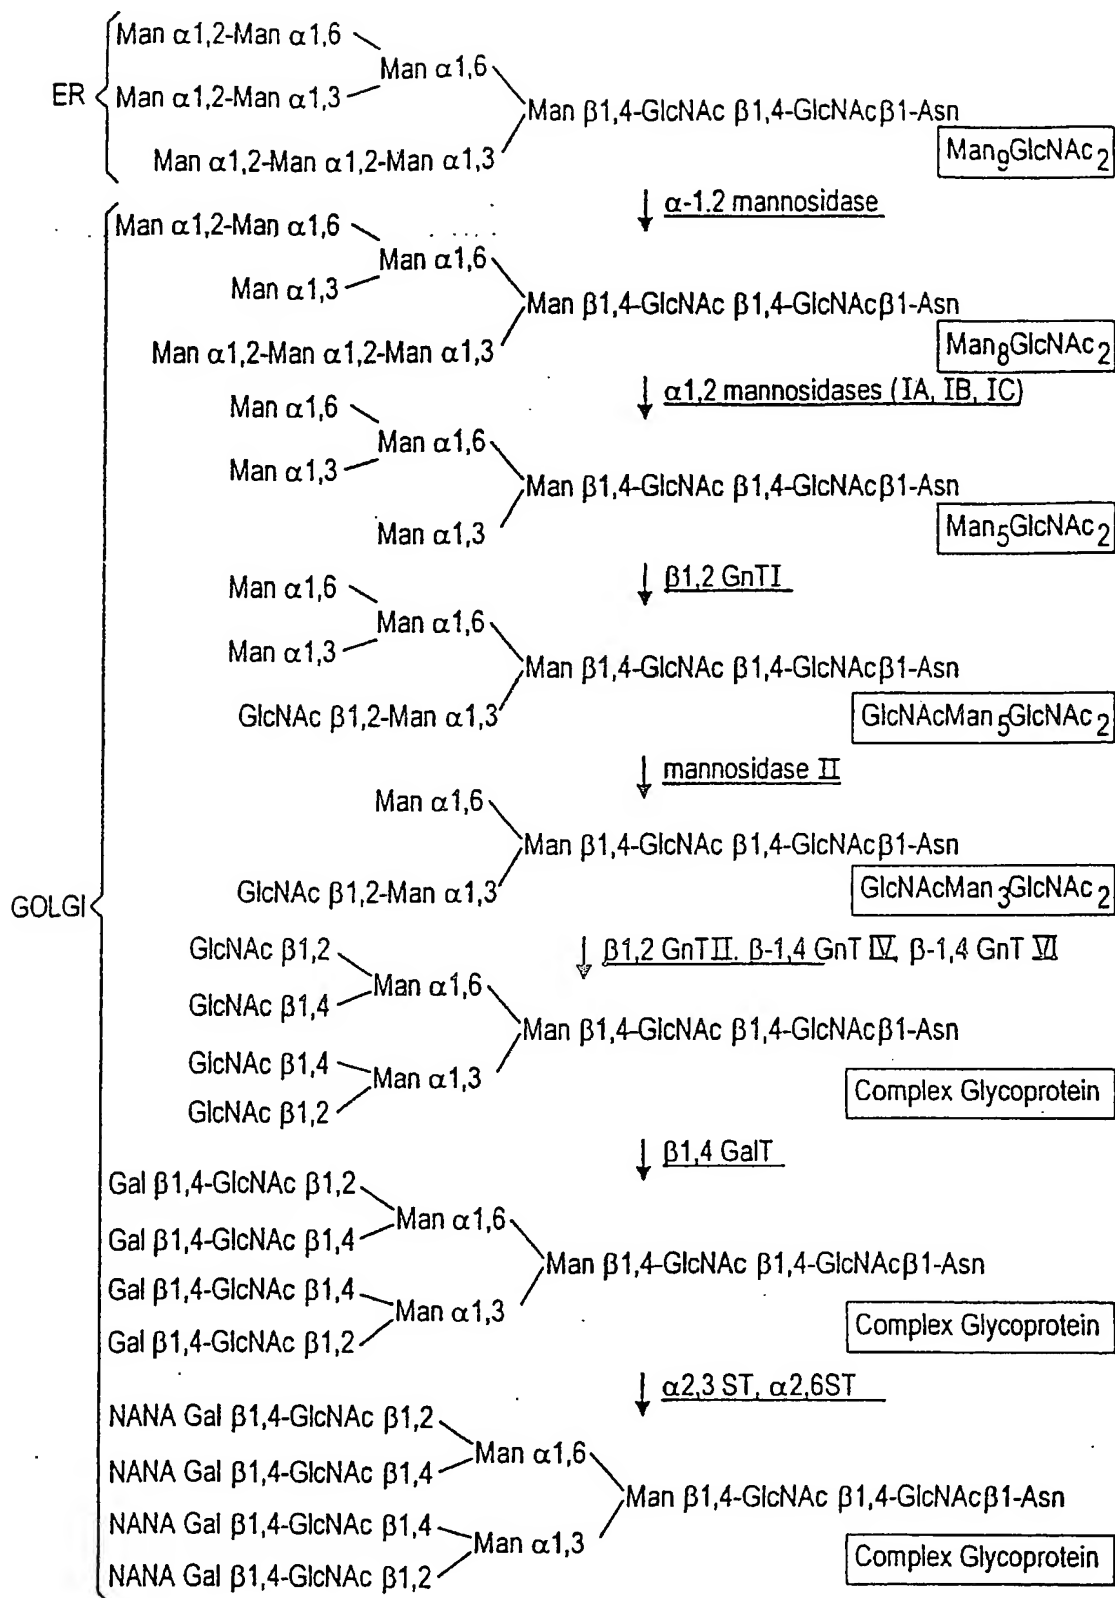 ER
Man α1,2-Man α1,6
Man α1,6
Man α1,2-Man α1,3
Man β1,4-GlcNAc β1,4-GlcNAcβ1-Asn
Man α1,2-Man α1,2-Man α1,3
Man9GlcNAc2
α-1.2 mannosidase
GOLGI
Man α1,2-Man α1,6
Man α1,6
Man α1,3
Man β1,4-GlcNAc β1,4-GlcNAcβ1-Asn
Man α1,2-Man α1,2-Man α1,3
Man8GlcNAc2
α1,2 mannosidases (IA, IB, IC)
Man α1,6
Man α1,6
Man α1,3
Man β1,4-GlcNAc β1,4-GlcNAcβ1-Asn
Man α1,3
Man5GlcNAc2
β1,2 GnTI
Man α1,6
Man α1,6
Man α1,3
Man β1,4-GlcNAc β1,4-GlcNAcβ1-Asn
GlcNAc β1,2-Man α1,3
GlcNAcMan5GlcNAc2
mannosidase II
Man α1,6
Man β1,4-GlcNAc β1,4-GlcNAcβ1-Asn
GlcNAc β1,2-Man α1,3
GlcNAcMan3GlcNAc2
β1,2 GnTII. β-1,4 GnT IV, β-1,4 GnT VI
GlcNAc β1,2
Man α1,6
GlcNAc β1,4
Man β1,4-GlcNAc β1,4-GlcNAcβ1-Asn
GlcNAc β1,4
Man α1,3
GlcNAc β1,2
Complex Glycoprotein
β1,4 GalT
Gal β1,4-GlcNAc β1,2
Man α1,6
Gal β1,4-GlcNAc β1,4
Man β1,4-GlcNAc β1,4-GlcNAcβ1-Asn
Gal β1,4-GlcNAc β1,4
Man α1,3
Gal β1,4-GlcNAc β1,2
Complex Glycoprotein
α2,3 ST, α2,6ST
NANA Gal β1,4-GlcNAc β1,2
Man α1,6
NANA Gal β1,4-GlcNAc β1,4
Man β1,4-GlcNAc β1,4-GlcNAcβ1-Asn
NANA Gal β1,4-GlcNAc β1,4
Man α1,3
NANA Gal β1,4-GlcNAc β1,2
Complex Glycoprotein